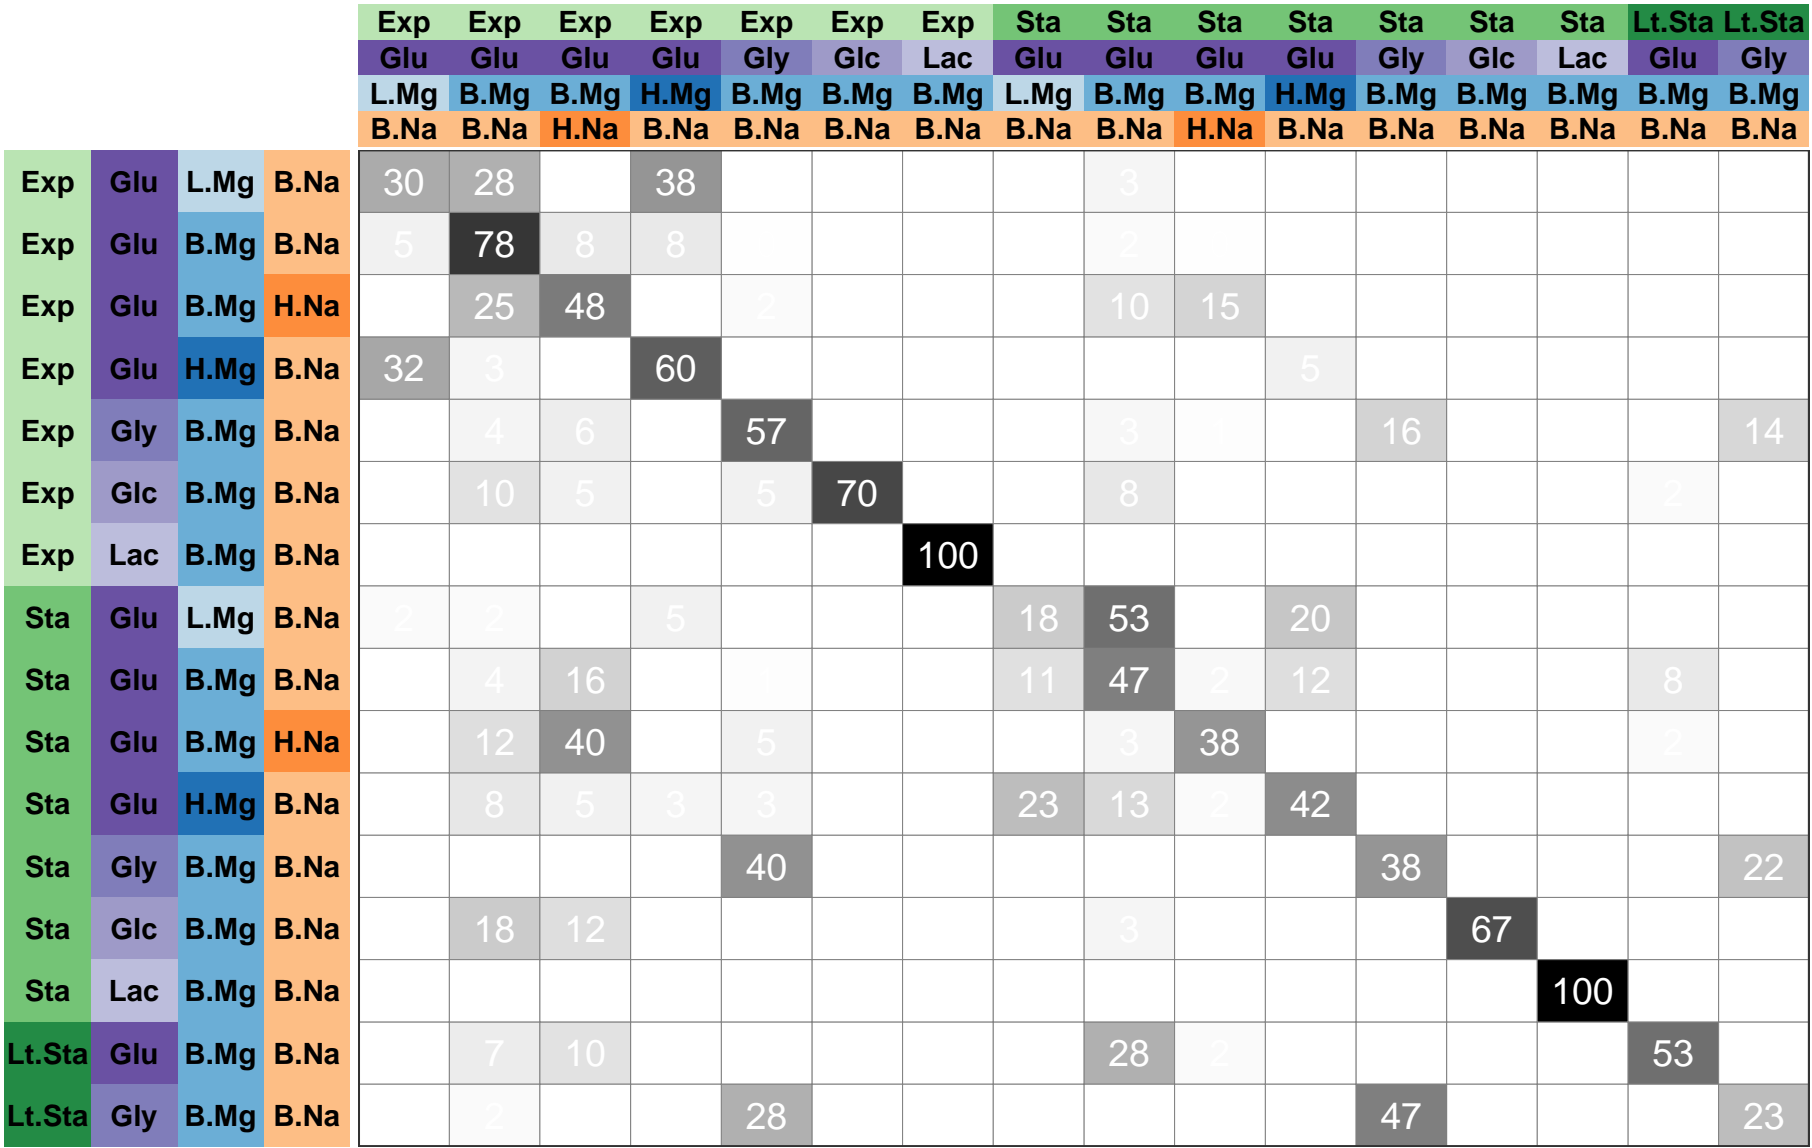 Exp Exp Exp Exp Exp Exp Exp Sta Sta Sta Sta Sta Sta Sta Lt.Sta Lt.Sta
Glu Glu Glu Glu Gly Glc Lac Glu Glu Glu Glu Gly Glc Lac Glu Gly
L.Mg B.Mg B.Mg H.Mg B.Mg B.Mg B.Mg L.Mg B.Mg B.Mg H.Mg B.Mg B.Mg B.Mg B.Mg B.Mg
B.Na B.Na H.Na B.Na B.Na B.Na B.Na B.Na B.Na H.Na B.Na B.Na B.Na B.Na B.Na B.Na
Exp Glu L.Mg B.Na 30 28 38 3
Exp Glu B.Mg B.Na 5 78 8 8 2
Exp Glu B.Mg H.Na 25 48 2 10 15
Exp Glu H.Mg B.Na 32 3 60 5
Exp Gly B.Mg B.Na 4 6 57 3 1 16 14
Exp Glc B.Mg B.Na 10 5 5 70 8 2
Exp Lac B.Mg B.Na 100
Sta Glu L.Mg B.Na 2 2 5 18 53 20
Sta Glu B.Mg B.Na 4 16 1 11 47 2 12 8
Sta Glu B.Mg H.Na 12 40 5 3 38 2
Sta Glu H.Mg B.Na 8 5 3 3 23 13 2 42
Sta Gly B.Mg B.Na 40 38 22
Sta Glc B.Mg B.Na 18 12 3 67
Sta Lac B.Mg B.Na 100
Lt.Sta Glu B.Mg B.Na 7 10 28 2 53
Lt.Sta Gly B.Mg B.Na 2 28 47 23